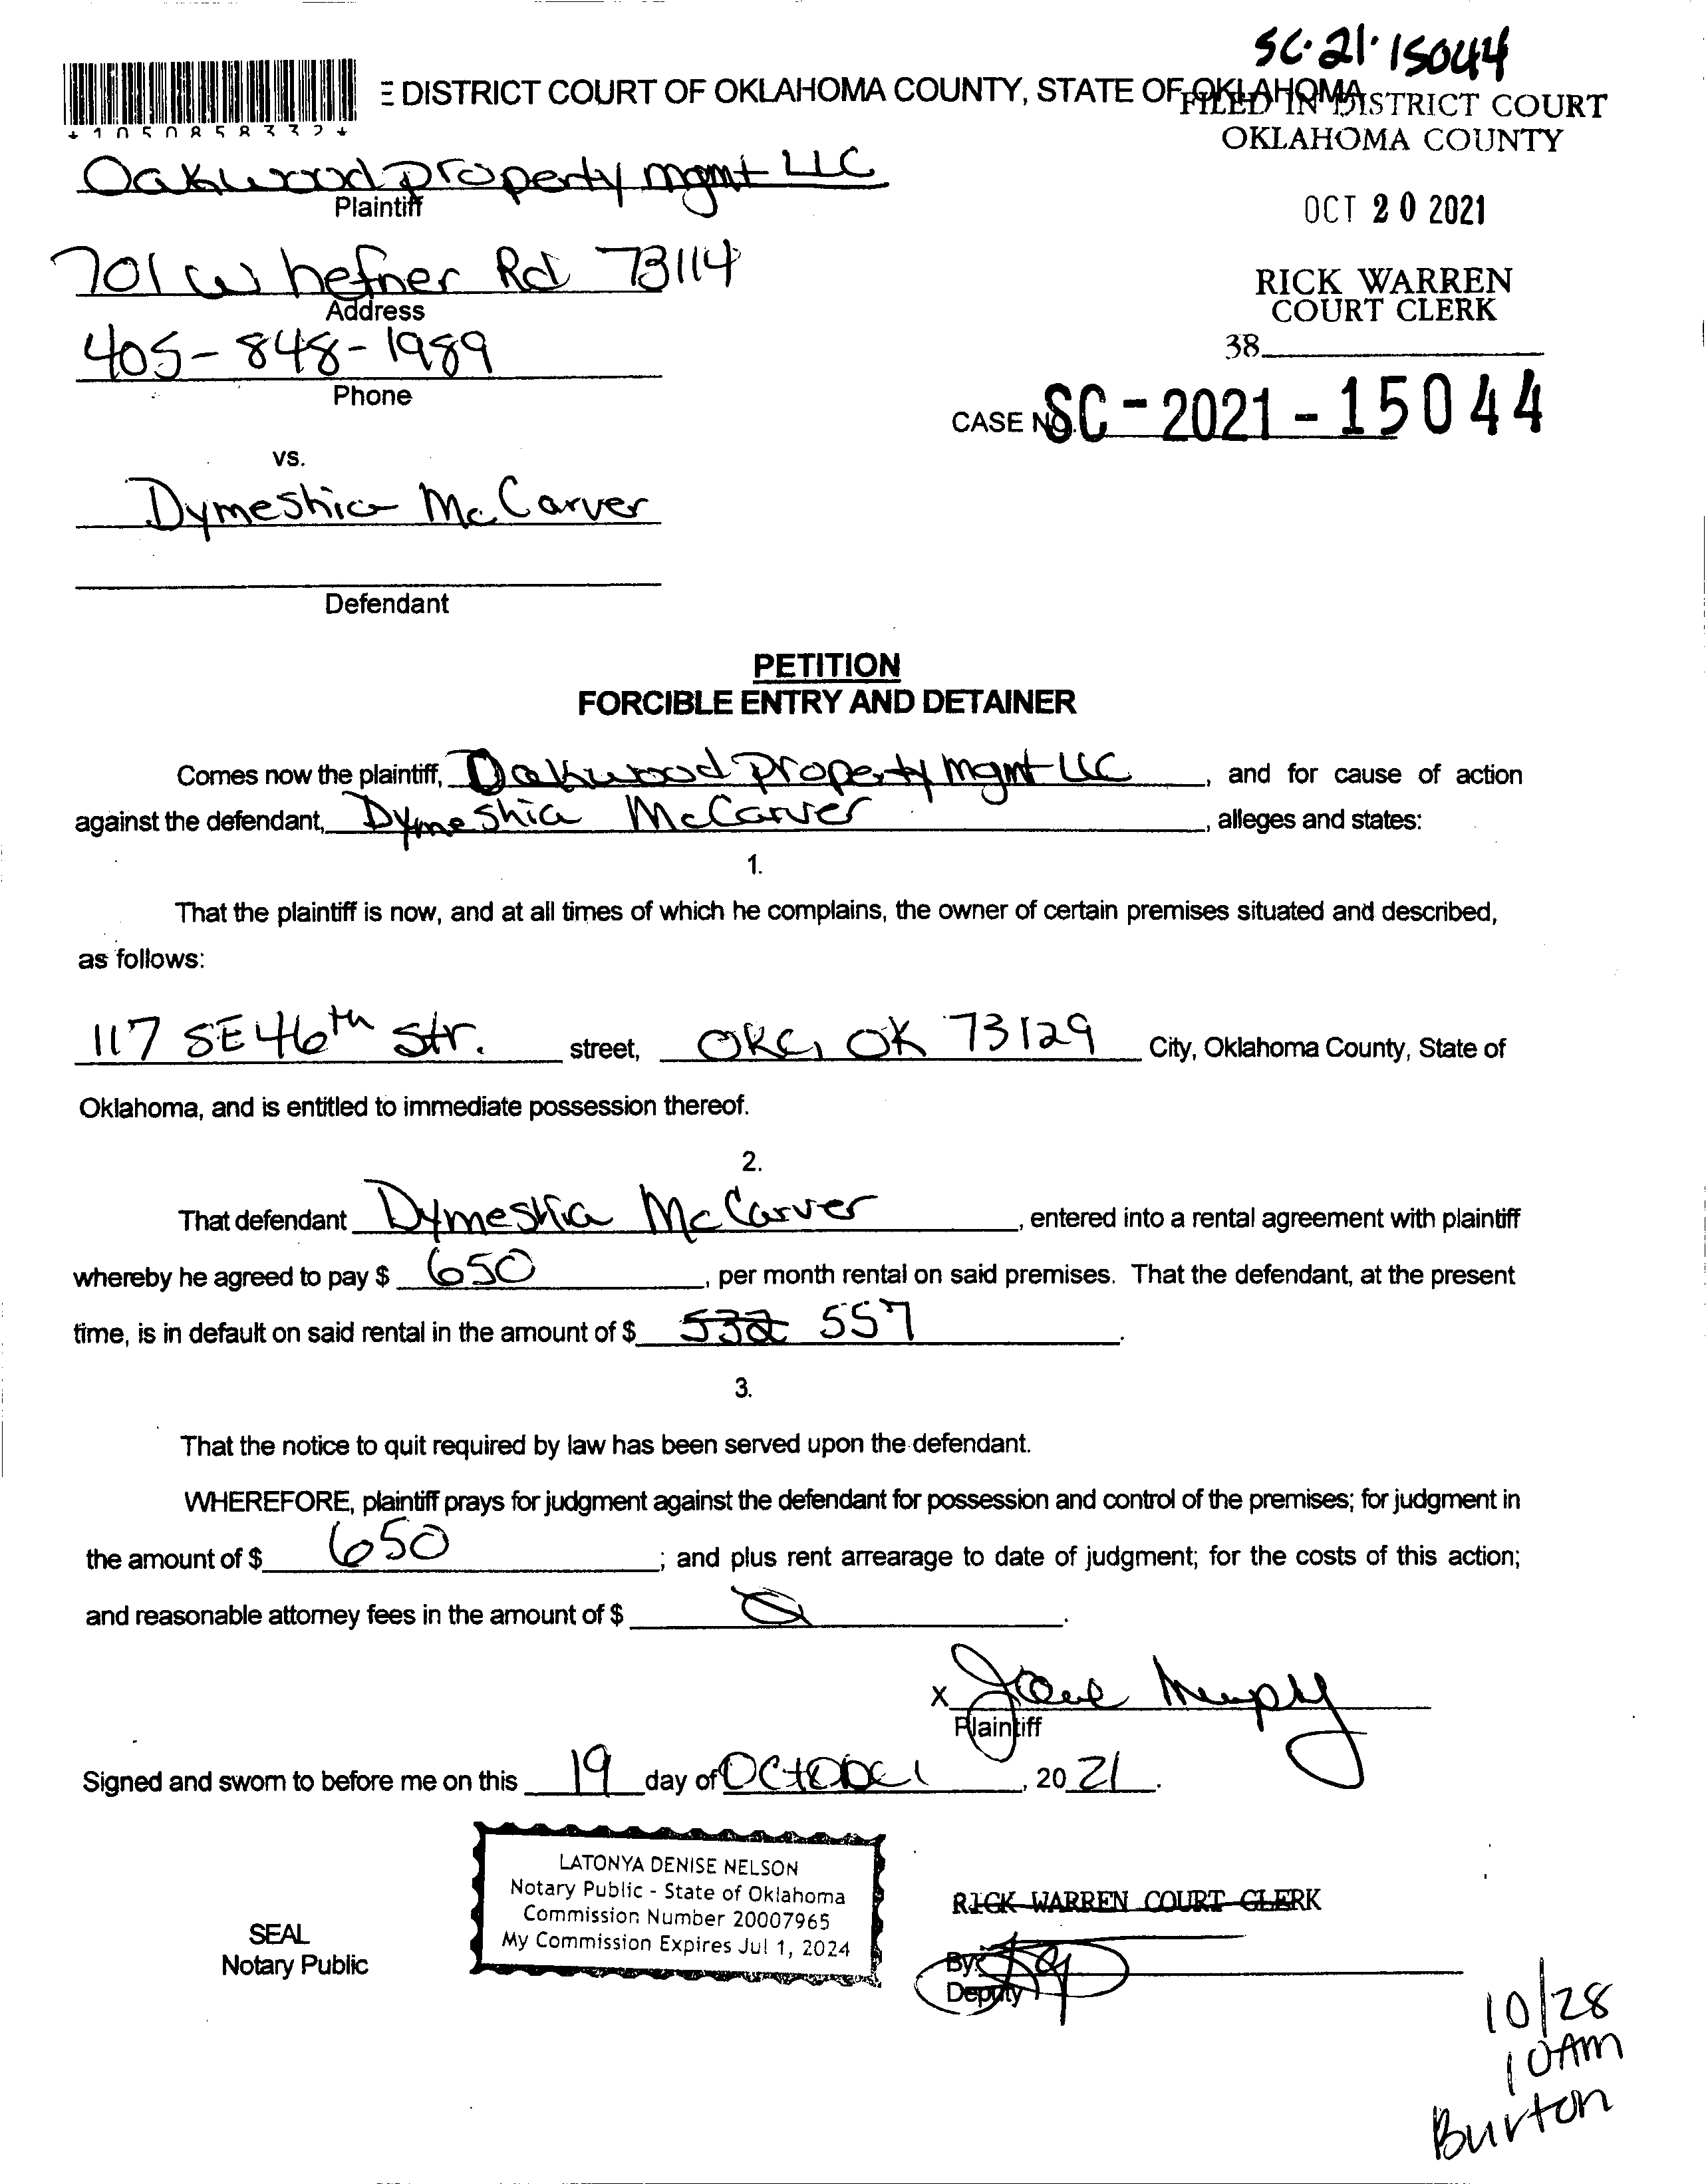 SC·21·15044
DISTRICT COURT OF OKLAHOMA COUNTY, STATE OF OKLAHOMA
FILED IN DISTRICT COURT
OKLAHOMA COUNTY
*1050858332*
Oakwood property mgmt LLC
Plaintiff
OCT 20 2021
701 W hefner Rd 73114
Address
RICK WARREN
COURT CLERK
405-848-1989
38
Phone
CASE NO. SC-2021-15044
vs.
Dymeshia McCarver
Defendant
PETITION
FORCIBLE ENTRY AND DETAINER
Comes now the plaintiff, Oakwood property mgmt LLC, and for cause of action
against the defendant, Dymeshia McCarver, alleges and states:
1.
That the plaintiff is now, and at all times of which he complains, the owner of certain premises situated and described,
as follows:
117 SE 46th Str. street, OKC, OK 73129 City, Oklahoma County, State of
Oklahoma, and is entitled to immediate possession thereof.
2.
That defendant Dymeshia McCarver, entered into a rental agreement with plaintiff
whereby he agreed to pay $ 650, per month rental on said premises. That the defendant, at the present
time, is in default on said rental in the amount of $ 532 557.
3.
That the notice to quit required by law has been served upon the defendant.
WHEREFORE, plaintiff prays for judgment against the defendant for possession and control of the premises; for judgment in
the amount of $ 650; and plus rent arrearage to date of judgment; for the costs of this action;
and reasonable attorney fees in the amount of $ 0.
X
Plaintiff
Signed and sworn to before me on this 19 day of October, 2021.
LATONYA DENISE NELSON
Notary Public - State of Oklahoma
Commission Number 20007965
My Commission Expires Jul 1, 2024
SEAL
Notary Public
RICK WARREN COURT CLERK
By:
Deputy
10/28
10Am
Burton